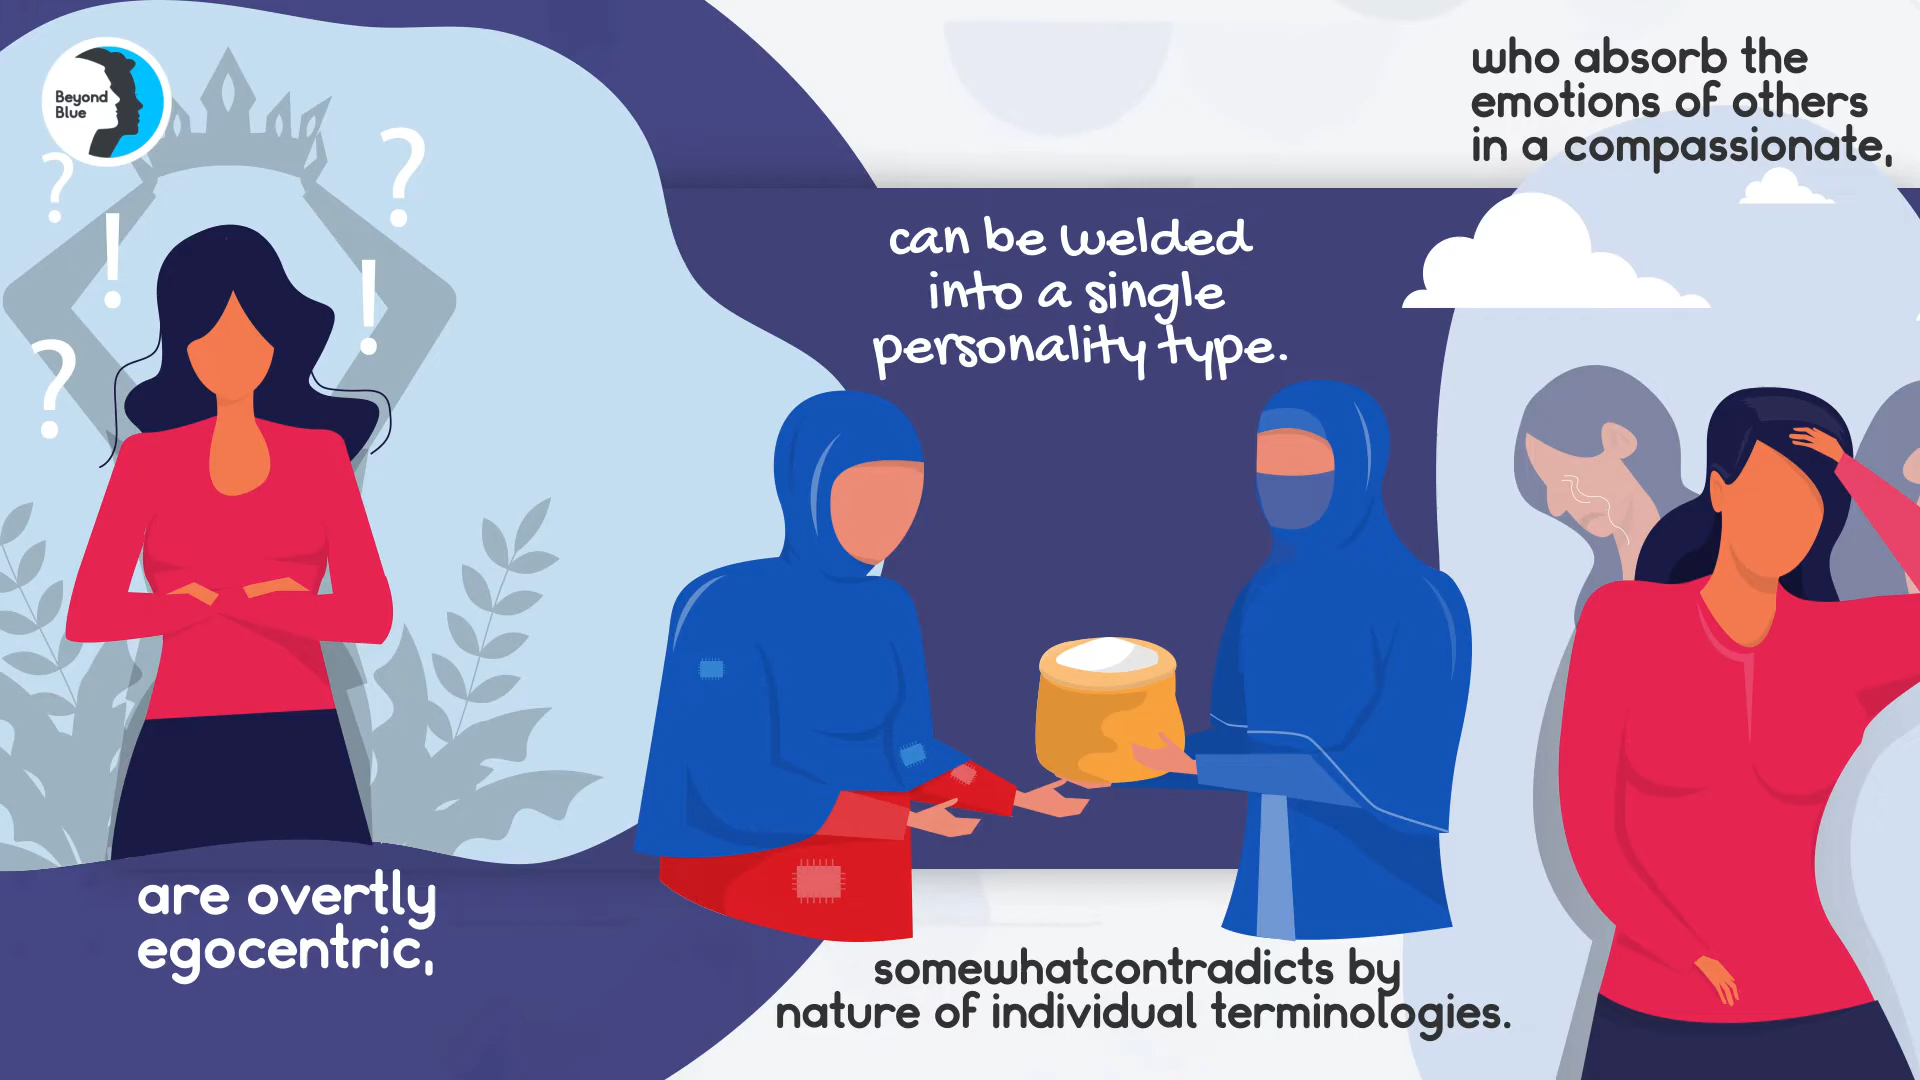 Beyond
Blue
?
?
!
!
?
are overtly
egocentric,
can be welded
into a single
personality type.
somewhatcontradicts by
nature of individual terminologies.
who absorb the
emotions of others
in a compassionate,